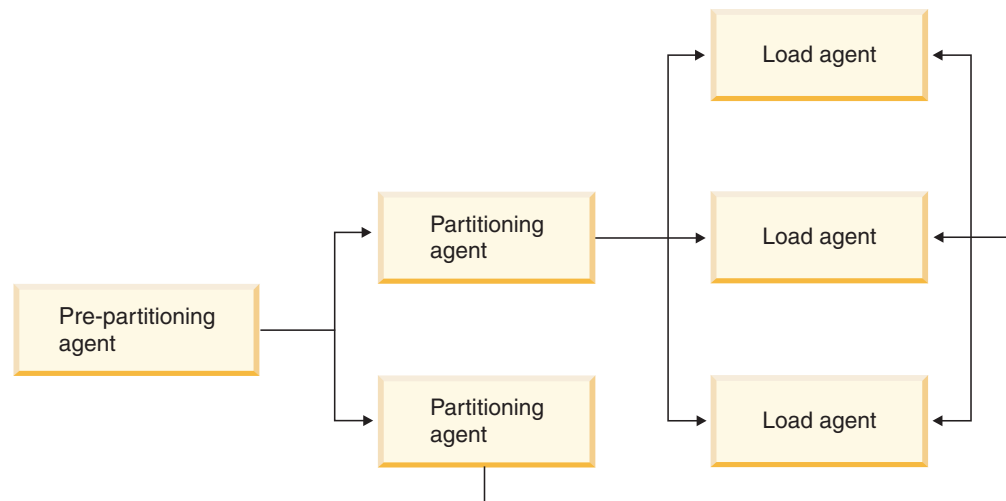 Load agent
Partitioning
agent
Load agent
Pre-partitioning
agent
Partitioning
agent
Load agent